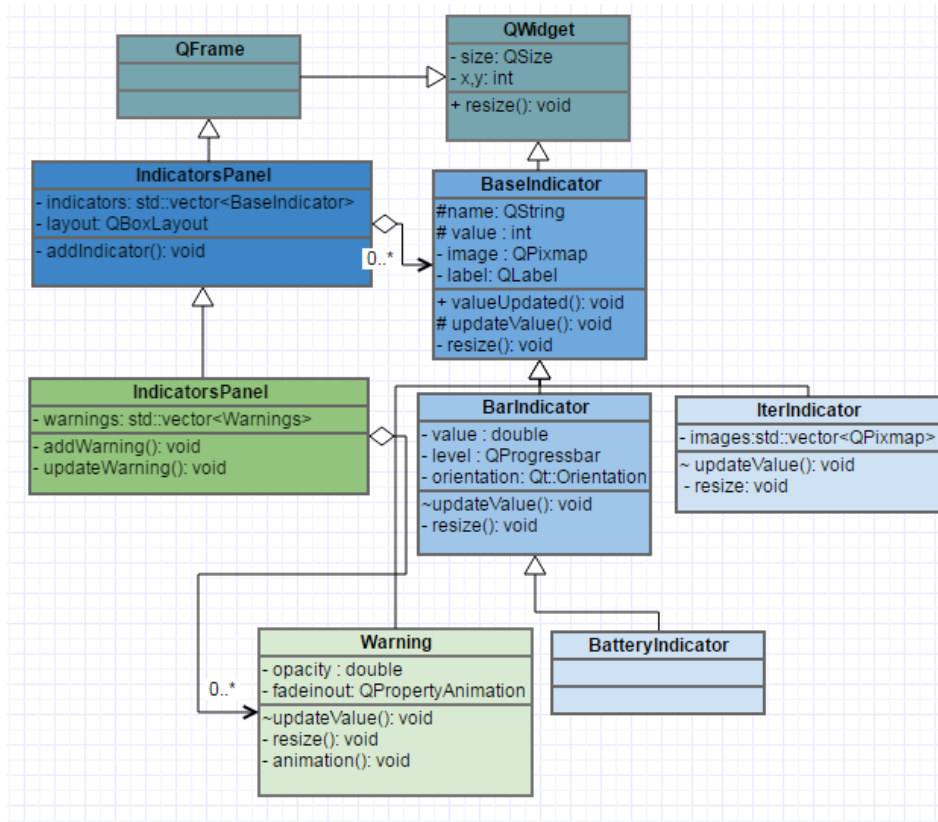 QFrame
QWidget
- size: QSize
- x,y: int
+ resize(): void
IndicatorsPanel
- indicators: std::vector<BaseIndicator>
- layout: QBoxLayout
- addIndicator(): void
0..*
BaseIndicator
#name: QString
# value : int
- image : QPixmap
- label: QLabel
+ valueUpdated(): void
# updateValue(): void
- resize(): void
IndicatorsPanel
- warnings: std::vector<Warnings>
- addWarning(): void
- updateWarning(): void
BarIndicator
- value : double
- level : QProgressbar
- orientation: Qt::Orientation
~updateValue(): void
- resize(): void
IterIndicator
- images:std::vector<QPixmap>
~ updateValue(): void
- resize: void
Warning
- opacity : double
- fadeinout: QPropertyAnimation
~updateValue(): void
- resize(): void
- animation(): void
0..*
BatteryIndicator